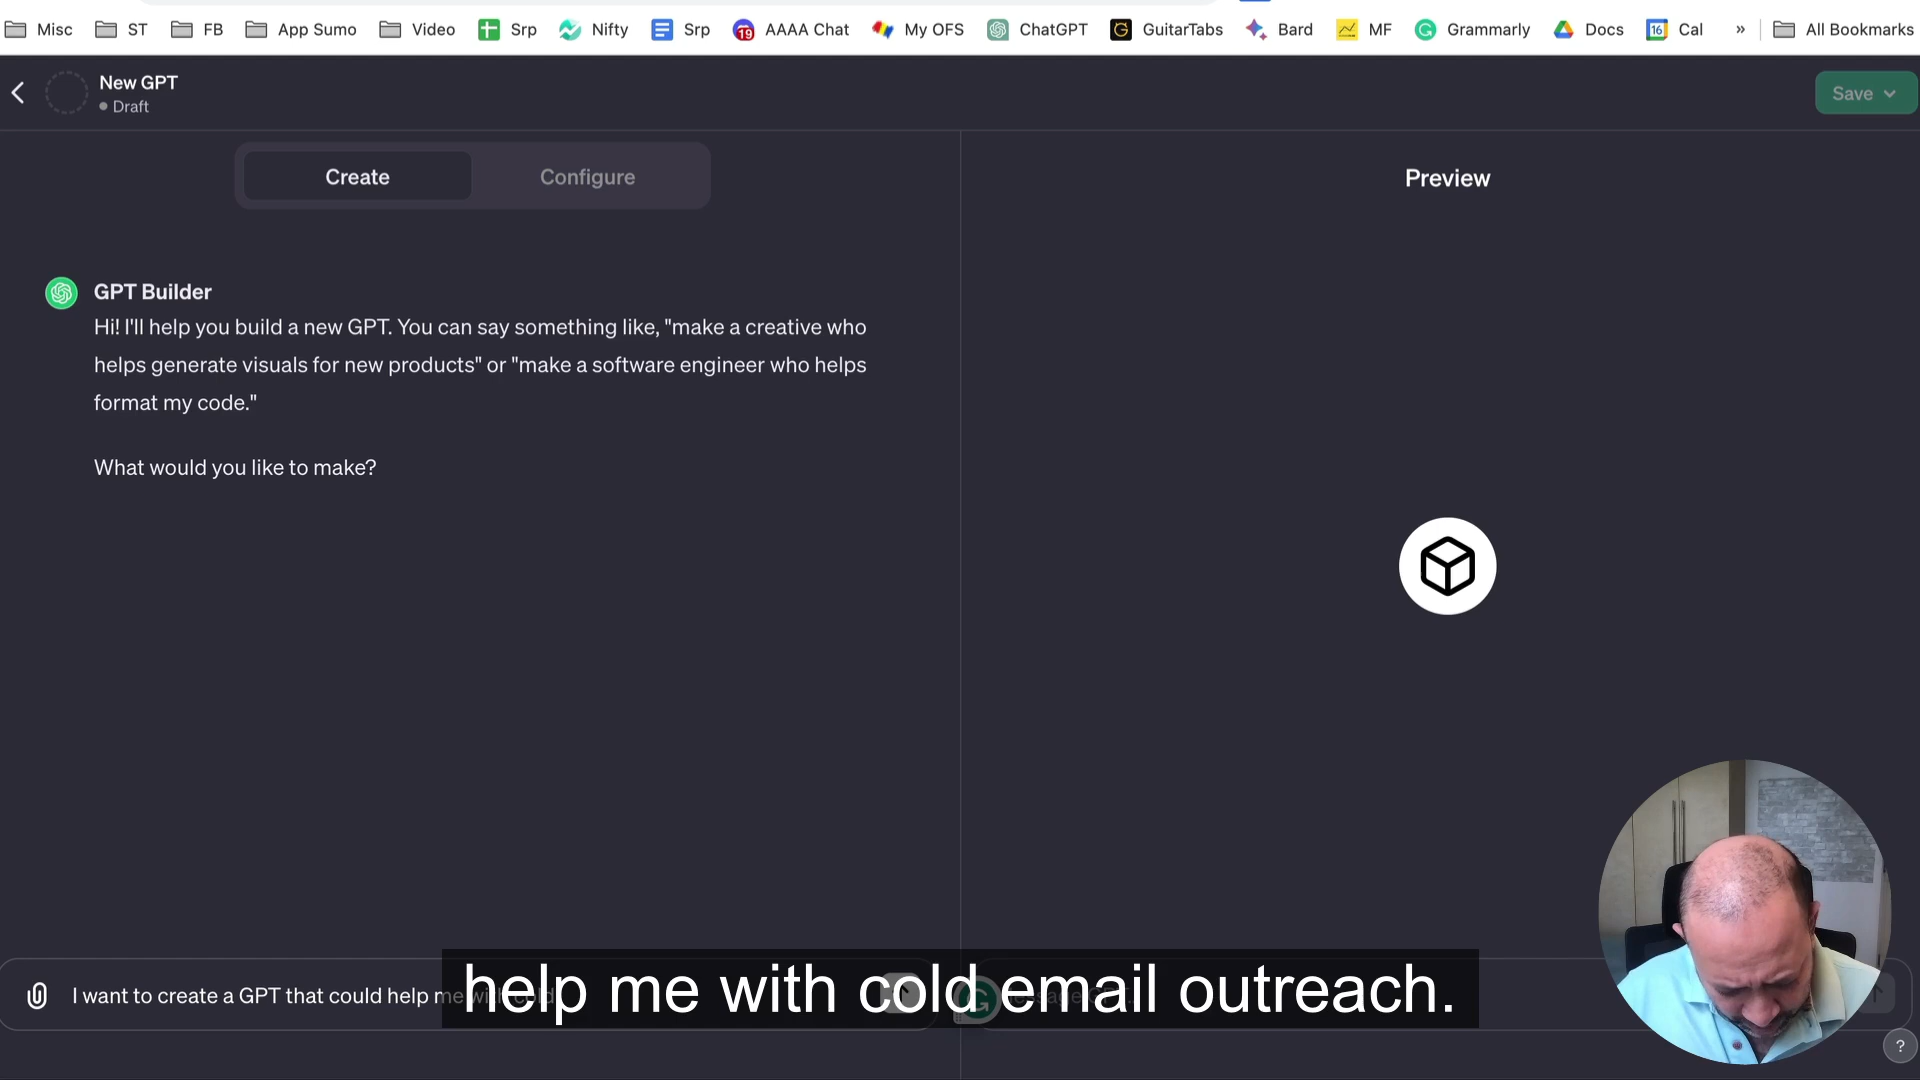 Misc ST FB App Sumo Video Srp Nifty Srp 19 AAAA Chat My OFS ChatGPT G GuitarTabs Bard MF Grammarly Docs 16 Cal » All Bookmarks
New GPT
Draft
Save
Create Configure
Preview
GPT Builder
Hi! I'll help you build a new GPT. You can say something like, "make a creative who
helps generate visuals for new products" or "make a software engineer who helps
format my code."
What would you like to make?
I want to create a GPT that could help me with cold
help me with cold email outreach.
?